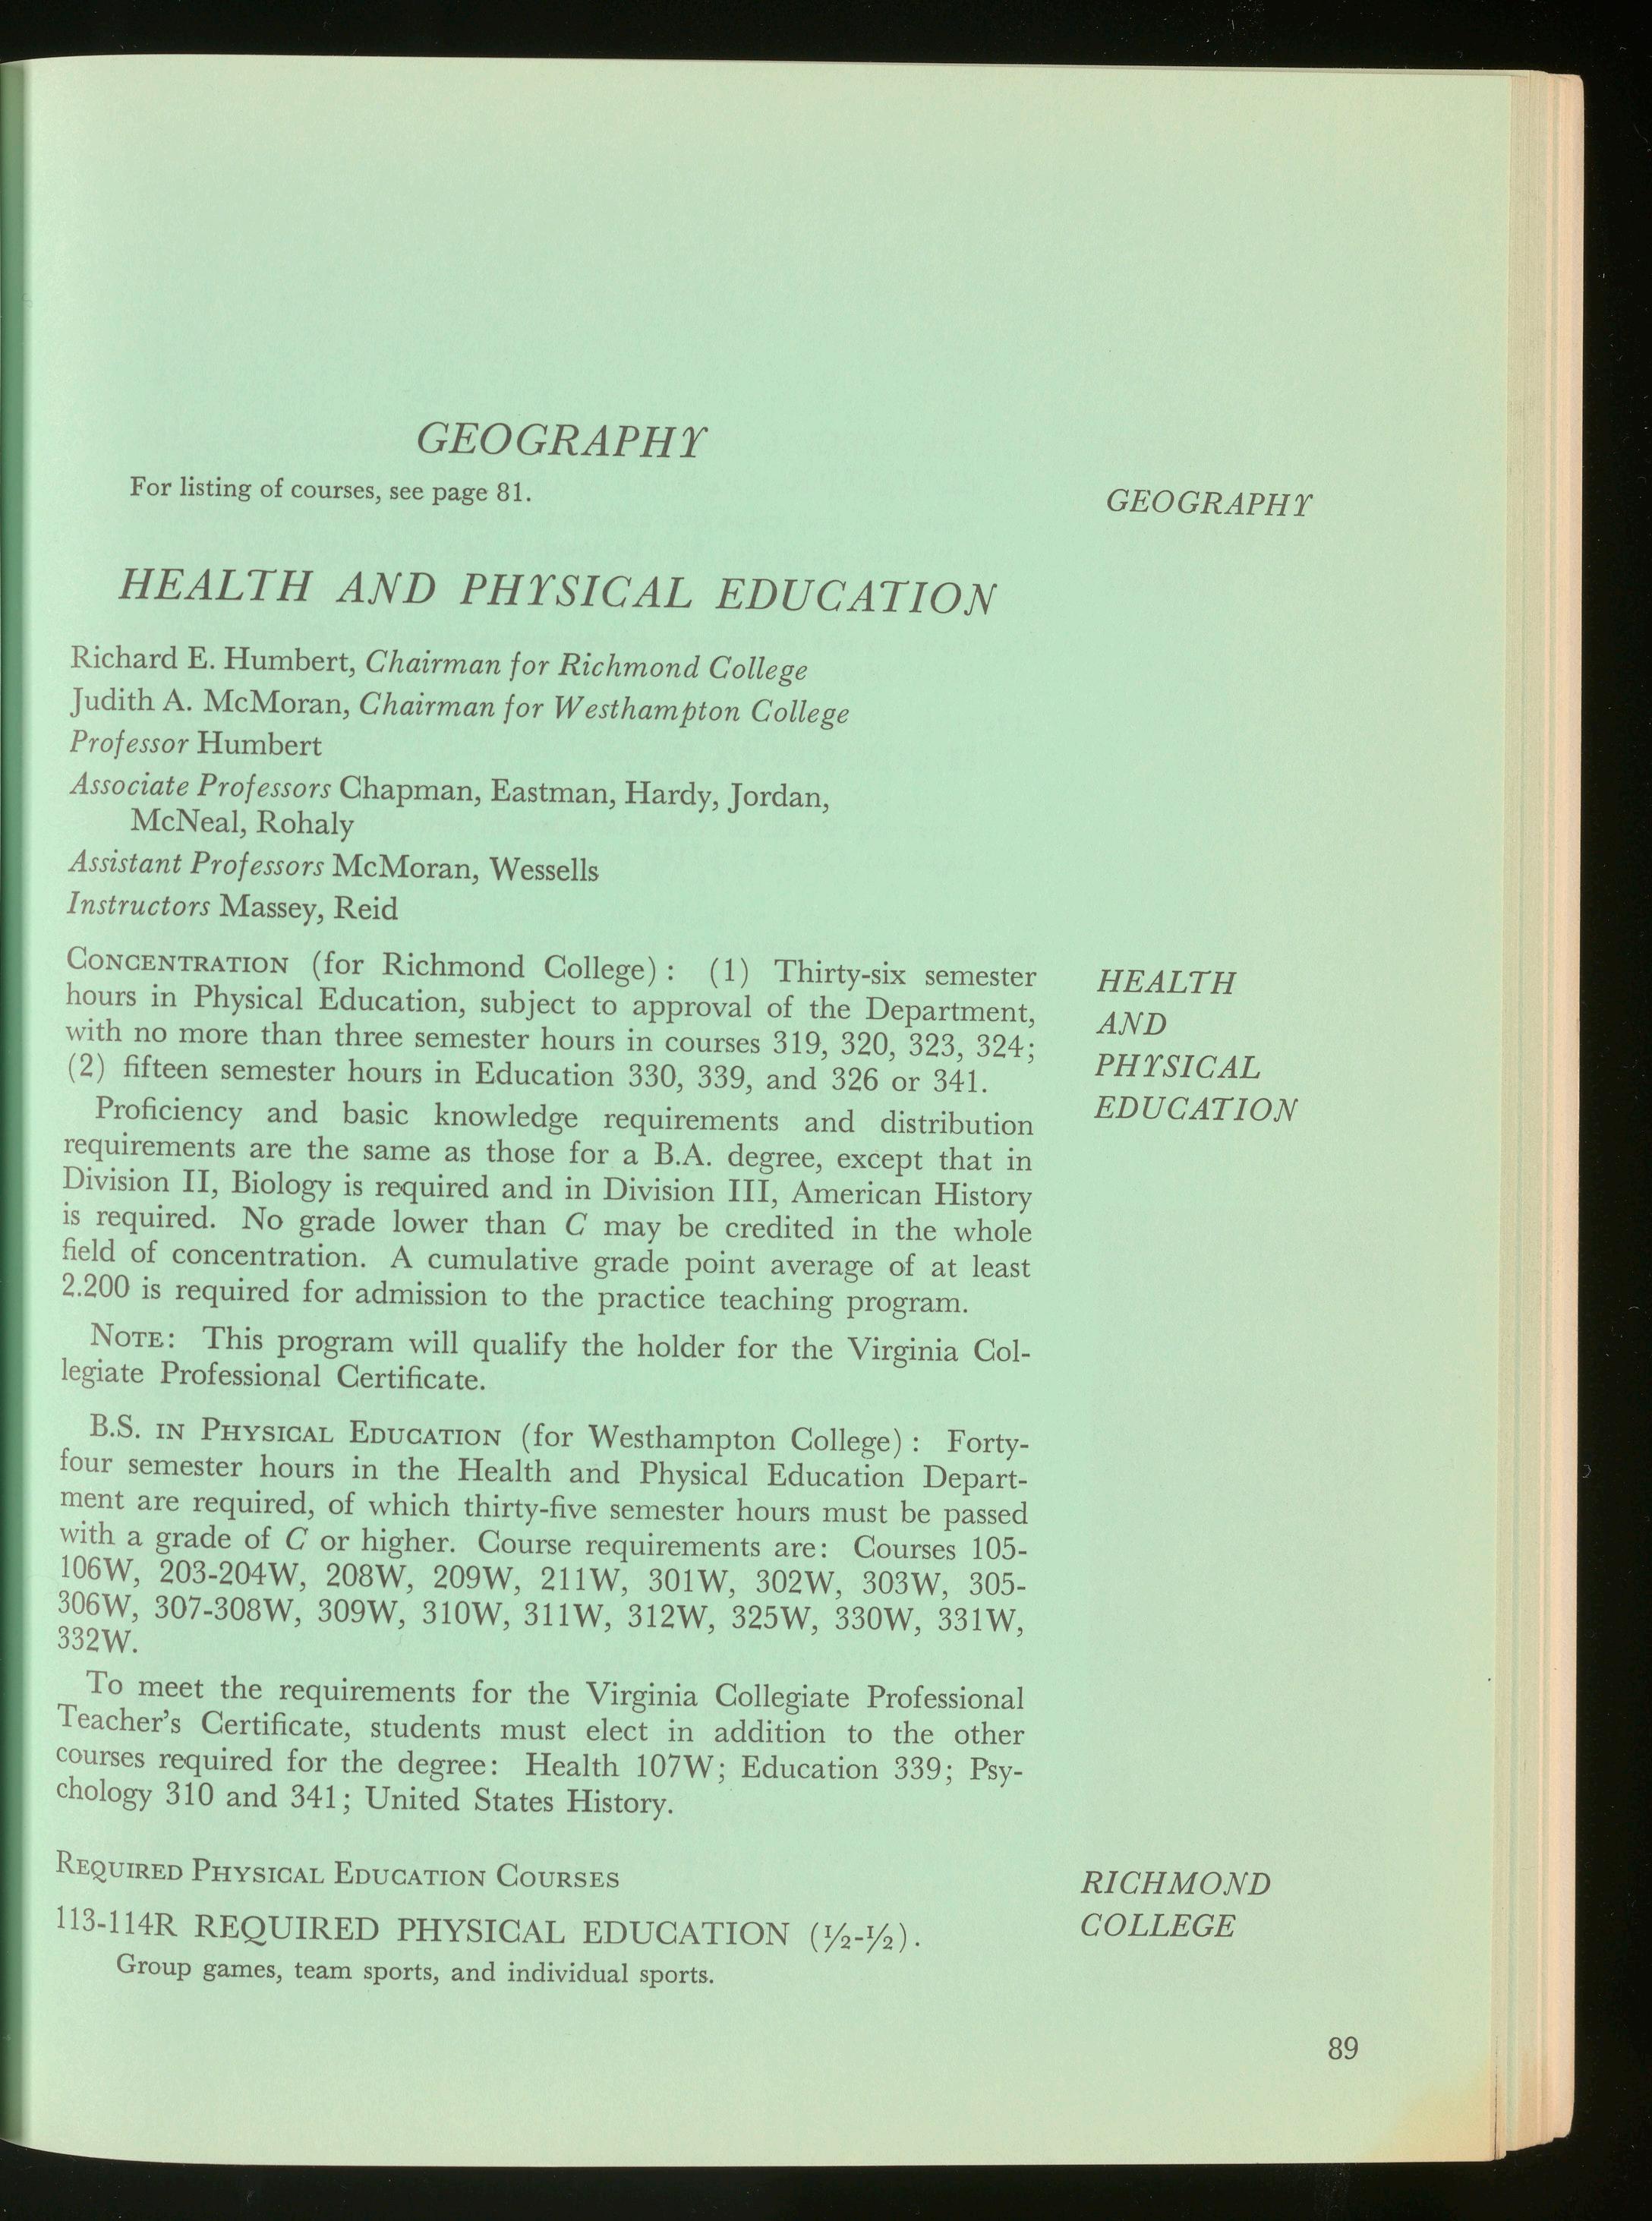 GEOGRAPHY
For listing of courses, see page 81.
GEOGRAPHY
HEALTH AND PHYSICAL EDUCATION
Richard E. Humbert, Chairman for Richmond College
Judith A. McMoran, Chairman for Westhampton College
Professor Humbert
Associate Professors Chapman, Eastman, Hardy, Jordan,
McNeal, Rohaly
Assistant Professors McMoran, Wessells
Instructors Massey, Reid
CONCENTRATION (for Richmond College): (1) Thirty-six semester
hours in Physical Education, subject to approval of the Department,
with no more than three semester hours in courses 319, 320, 323, 324;
(2) fifteen semester hours in Education 330, 339, and 326 or 341.
HEALTH
AND
PHYSICAL
EDUCATION
Proficiency and basic knowledge requirements and distribution
requirements are the same as those for a B.A. degree, except that in
Division II, Biology is required and in Division III, American History
is required. No grade lower than C may be credited in the whole
field of concentration. A cumulative grade point average of at least
2.200 is required for admission to the practice teaching program.
NOTE: This program will qualify the holder for the Virginia Col-
legiate Professional Certificate.
B.S. IN PHYSICAL EDUCATION (for Westhampton College): Forty-
four semester hours in the Health and Physical Education Depart-
ment are required, of which thirty-five semester hours must be passed
with a grade of C or higher. Course requirements are: Courses 105-
106W, 203-204W, 208W, 209W, 211W, 301W, 302W, 303W, 305-
306W, 307-308W, 309W, 310W, 311W, 312W, 325W, 330W, 331W,
332W.
To meet the requirements for the Virginia Collegiate Professional
Teacher's Certificate, students must elect in addition to the other
courses required for the degree: Health 107W; Education 339; Psy-
chology 310 and 341; United States History.
REQUIRED PHYSICAL EDUCATION COURSES
113-114R REQUIRED PHYSICAL EDUCATION (½-½).
Group games, team sports, and individual sports.
RICHMOND
COLLEGE
89